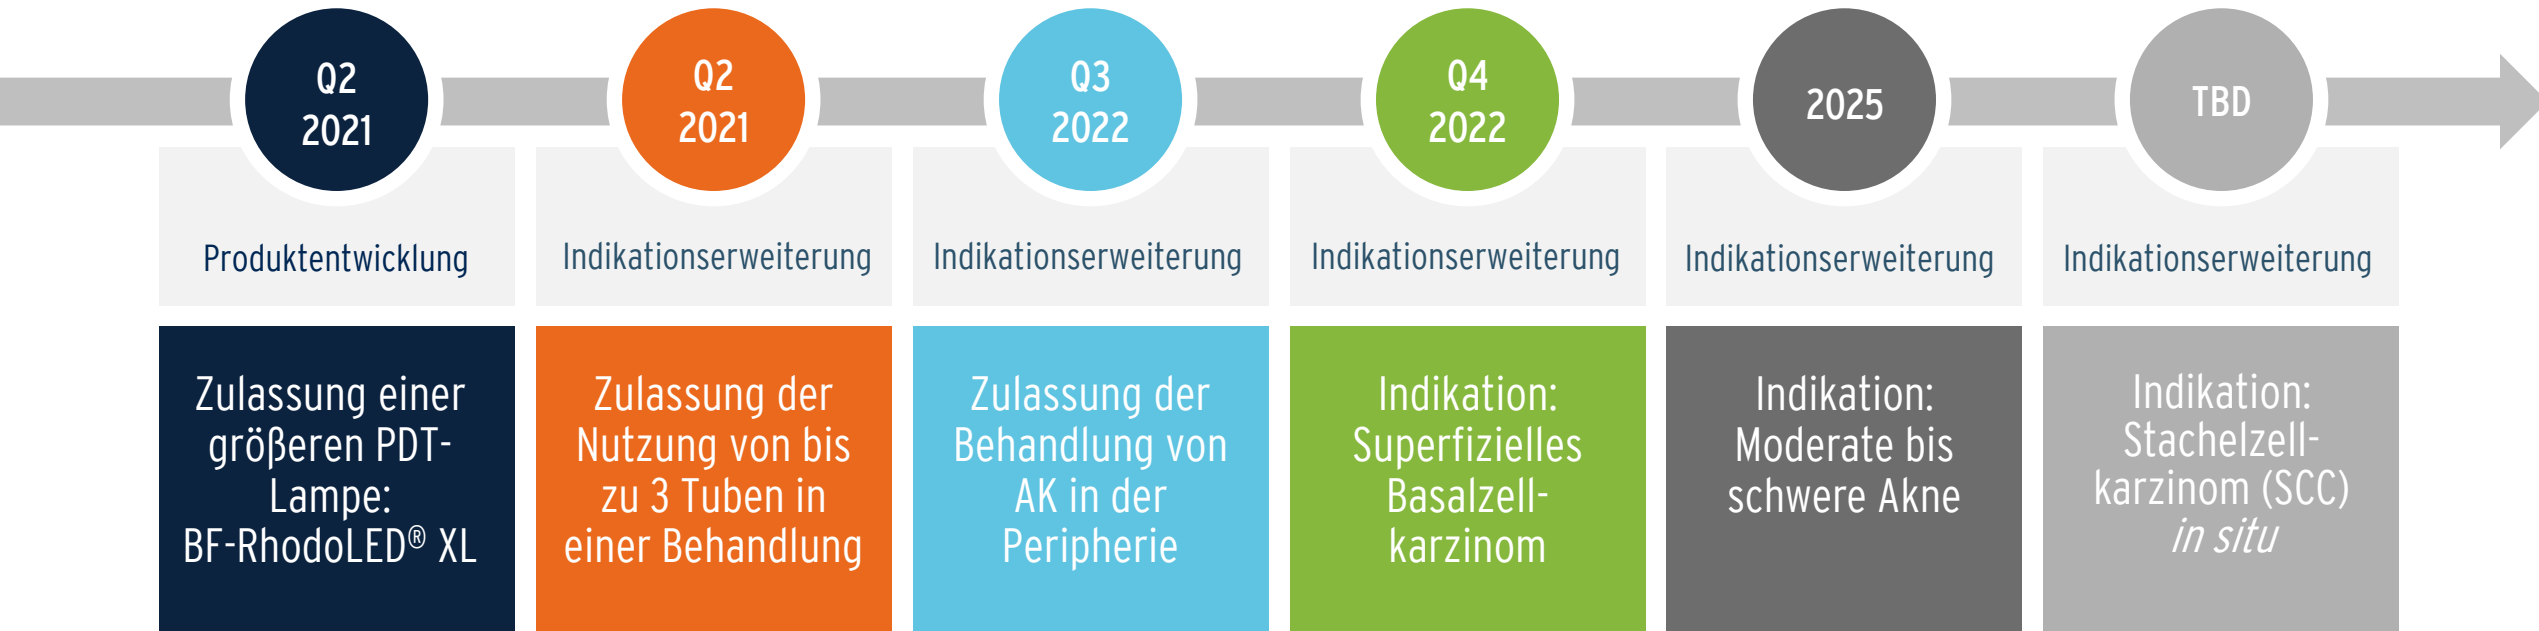 Q2
2021
Q2
2021
Q3
2022
Q4
2022
2025
TBD
Produktentwicklung
Indikationserweiterung
Indikationserweiterung
Indikationserweiterung
Indikationserweiterung
Indikationserweiterung
Zulassung einer
größeren PDT-
Lampe:
BF-RhodoLED® XL
Zulassung der
Nutzung von bis
zu 3 Tuben in
einer Behandlung
Zulassung der
Behandlung von
AK in der
Peripherie
Indikation:
Superfizielles
Basalzell-
karzinom
Indikation:
Moderate bis
schwere Akne
Indikation:
Stachelzell-
karzinom (SCC)
in situ